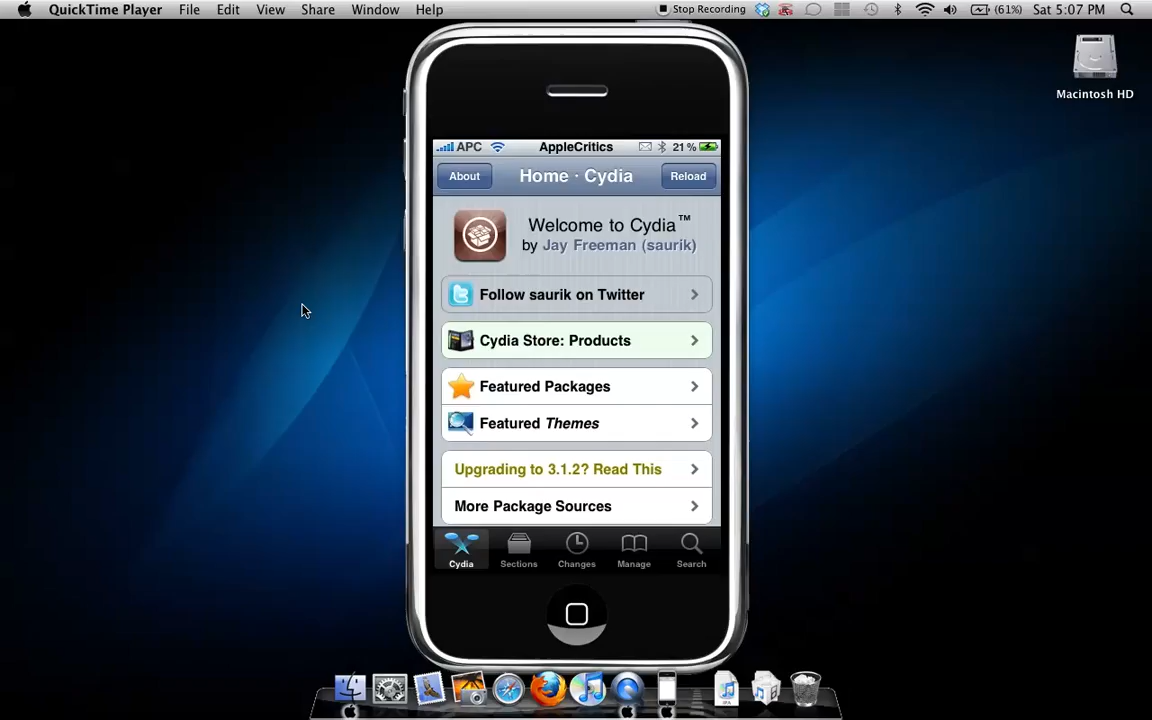 QuickTime Player File Edit View Share Window Help Stop Recording (61%) Sat 5:07 PM
Macintosh HD
APC AppleCritics 21%
About Home · Cydia Reload
Welcome to Cydia™
by Jay Freeman (saurik)
Follow saurik on Twitter
Cydia Store: Products
Featured Packages
Featured Themes
Upgrading to 3.1.2? Read This
More Package Sources
Cydia Sections Changes Manage Search